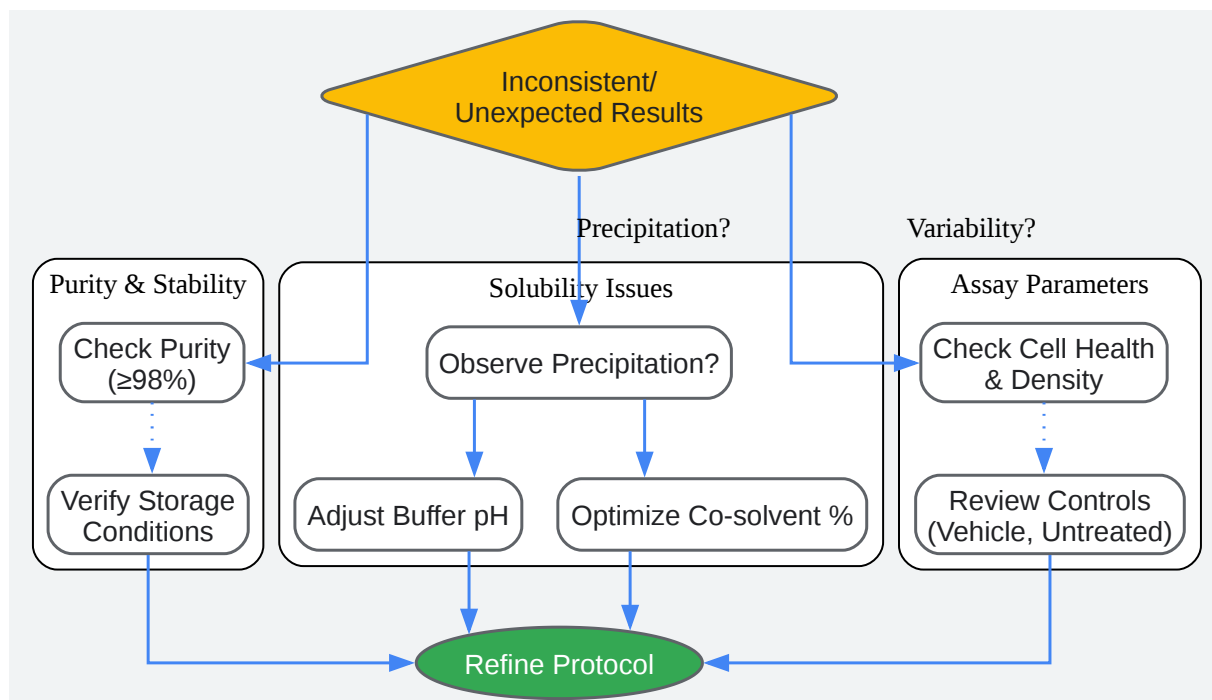 Inconsistent/
Unexpected Results
Precipitation?
Variability?
Purity & Stability
Solubility Issues
Assay Parameters
Check Purity
(≥98%)
Observe Precipitation?
Check Cell Health
& Density
Verify Storage
Conditions
Adjust Buffer pH
Optimize Co-solvent %
Review Controls
(Vehicle, Untreated)
Refine Protocol